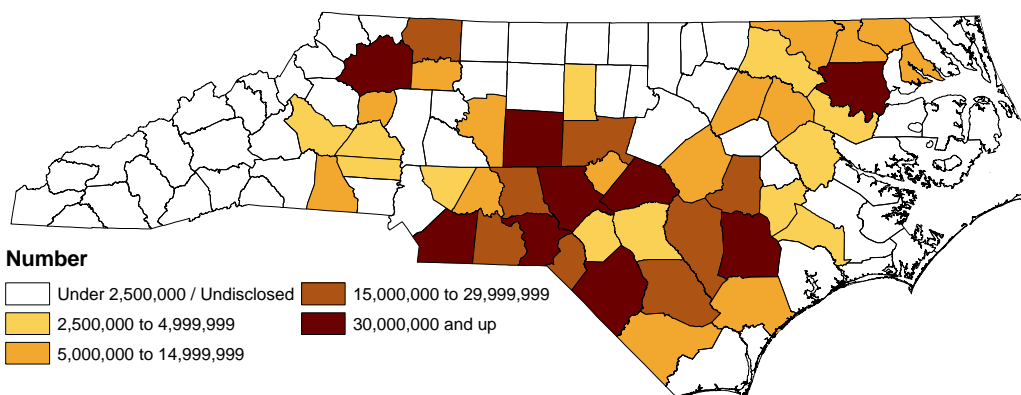 Number
Under 2,500,000 / Undisclosed
2,500,000 to 4,999,999
5,000,000 to 14,999,999
15,000,000 to 29,999,999
30,000,000 and up